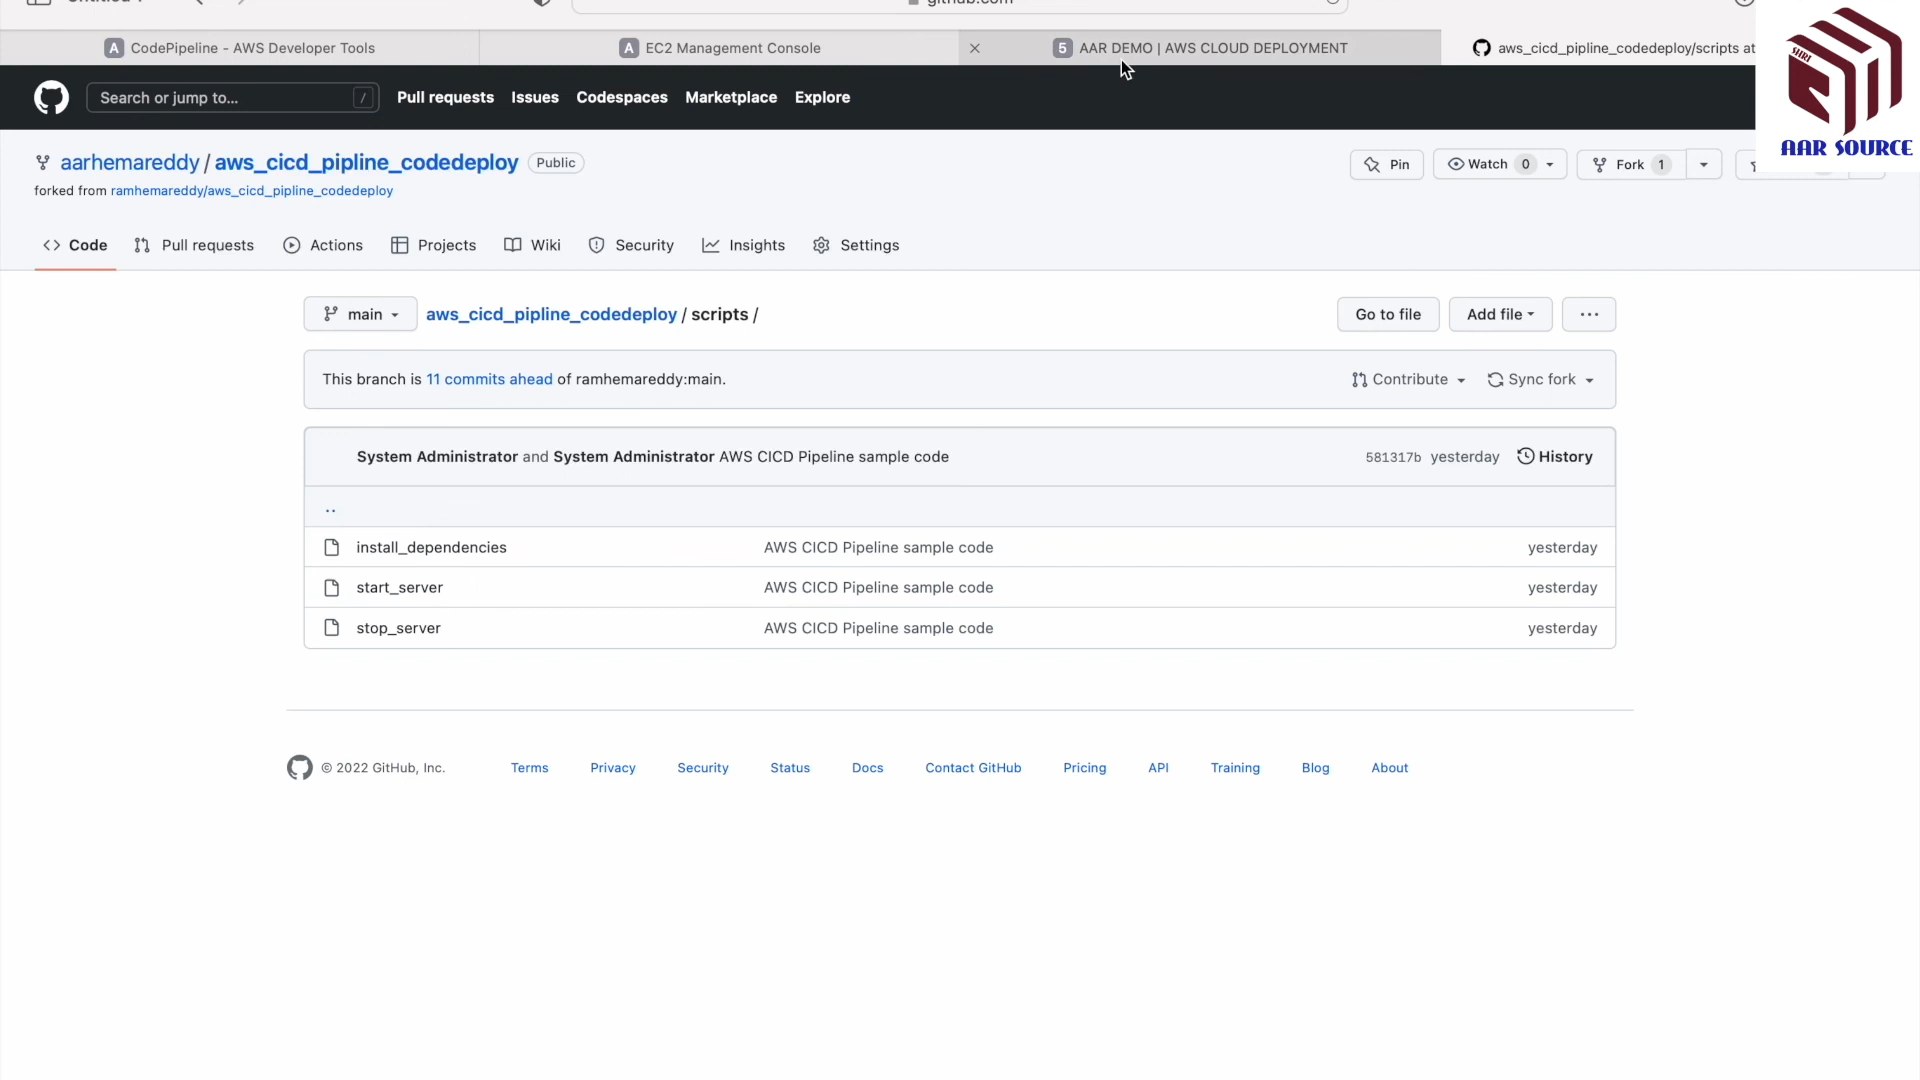 CodePipeline - AWS Developer Tools
EC2 Management Console
5 AAR DEMO | AWS CLOUD DEPLOYMENT
aws_cicd_pipline_codedeploy/scripts at
SHRI
AAR SOURCE
Search or jump to... /
Pull requests
Issues
Codespaces
Marketplace
Explore
aarhemareddy / aws_cicd_pipline_codedeploy Public
Pin
Watch 0
Fork 1
forked from ramhemareddy/aws_cicd_pipline_codedeploy
Code
Pull requests
Actions
Projects
Wiki
Security
Insights
Settings
main
aws_cicd_pipline_codedeploy / scripts /
Go to file
Add file
...
This branch is 11 commits ahead of ramhemareddy:main.
Contribute
Sync fork
System Administrator and System Administrator AWS CICD Pipeline sample code
581317b yesterday
History
..
install_dependencies AWS CICD Pipeline sample code yesterday
start_server AWS CICD Pipeline sample code yesterday
stop_server AWS CICD Pipeline sample code yesterday
© 2022 GitHub, Inc.
Terms
Privacy
Security
Status
Docs
Contact GitHub
Pricing
API
Training
Blog
About